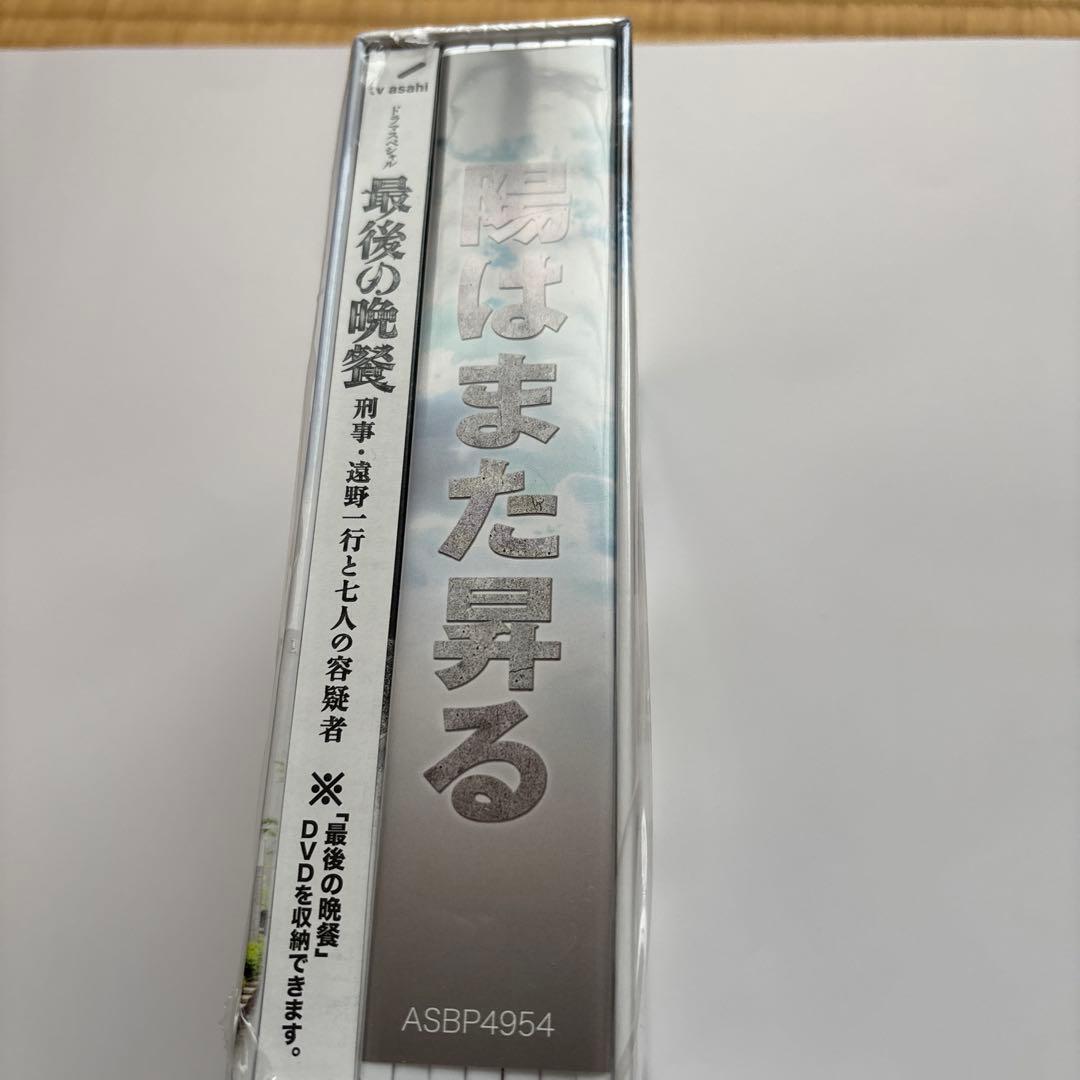 陽はまた昇る
ASBP4954
tv asahi
ドラマスペシャル
最後の晩餐
刑事・遠野一行と七人の容疑者
※「最後の晩餐」
DVDを収納できます。